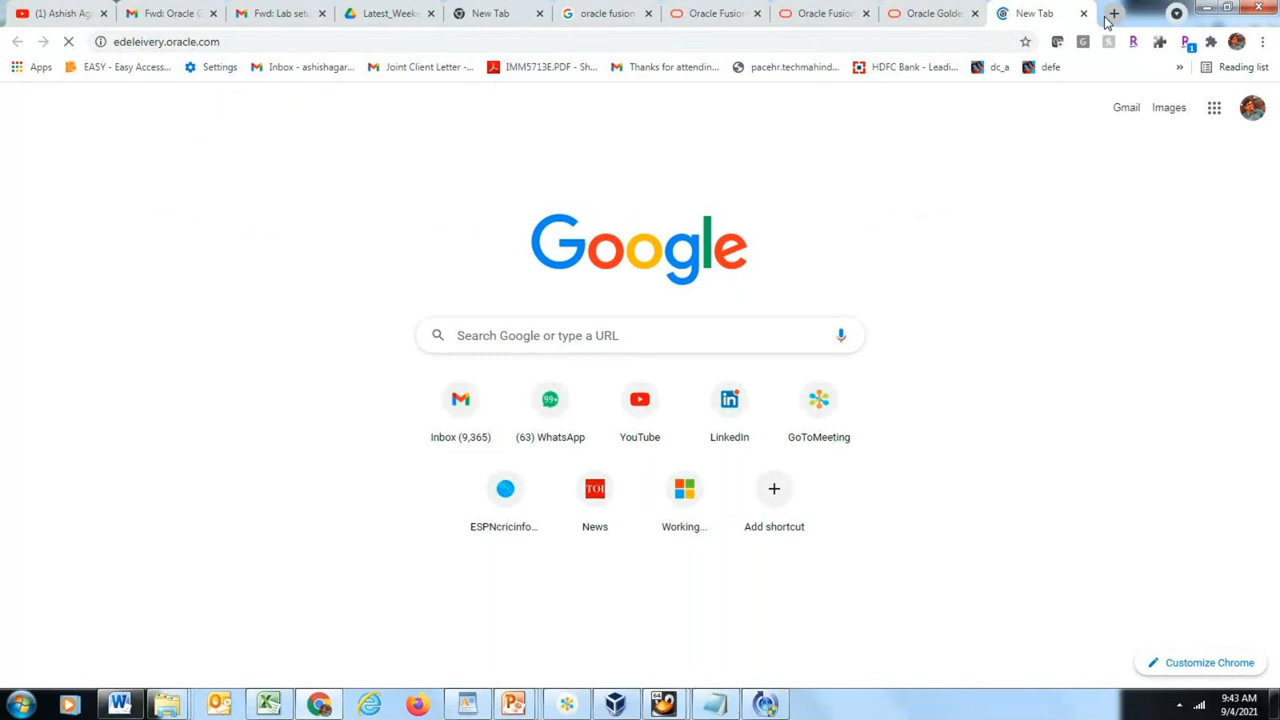 (1) Ashish Ag
Fwd: Oracle G
Fwd: Lab setu
Latest_Weeke
New Tab
oracle fusion
Oracle Fusion
Oracle Fusion
Oracle Golde
New Tab
edeleivery.oracle.com
Apps
EASY - Easy Access...
Settings
Inbox - ashishagar...
Joint Client Letter -...
IMM5713E.PDF - Sh...
Thanks for attendin...
pacehr.techmahind...
HDFC Bank - Leadi...
dc_a
defe
»
Reading list
Gmail
Images
Google
Search Google or type a URL
99+
Inbox (9,365)
(63) WhatsApp
YouTube
LinkedIn
GoToMeeting
TOI
ESPNcricinfo...
News
Working...
Add shortcut
Customize Chrome
9:43 AM
9/4/2021